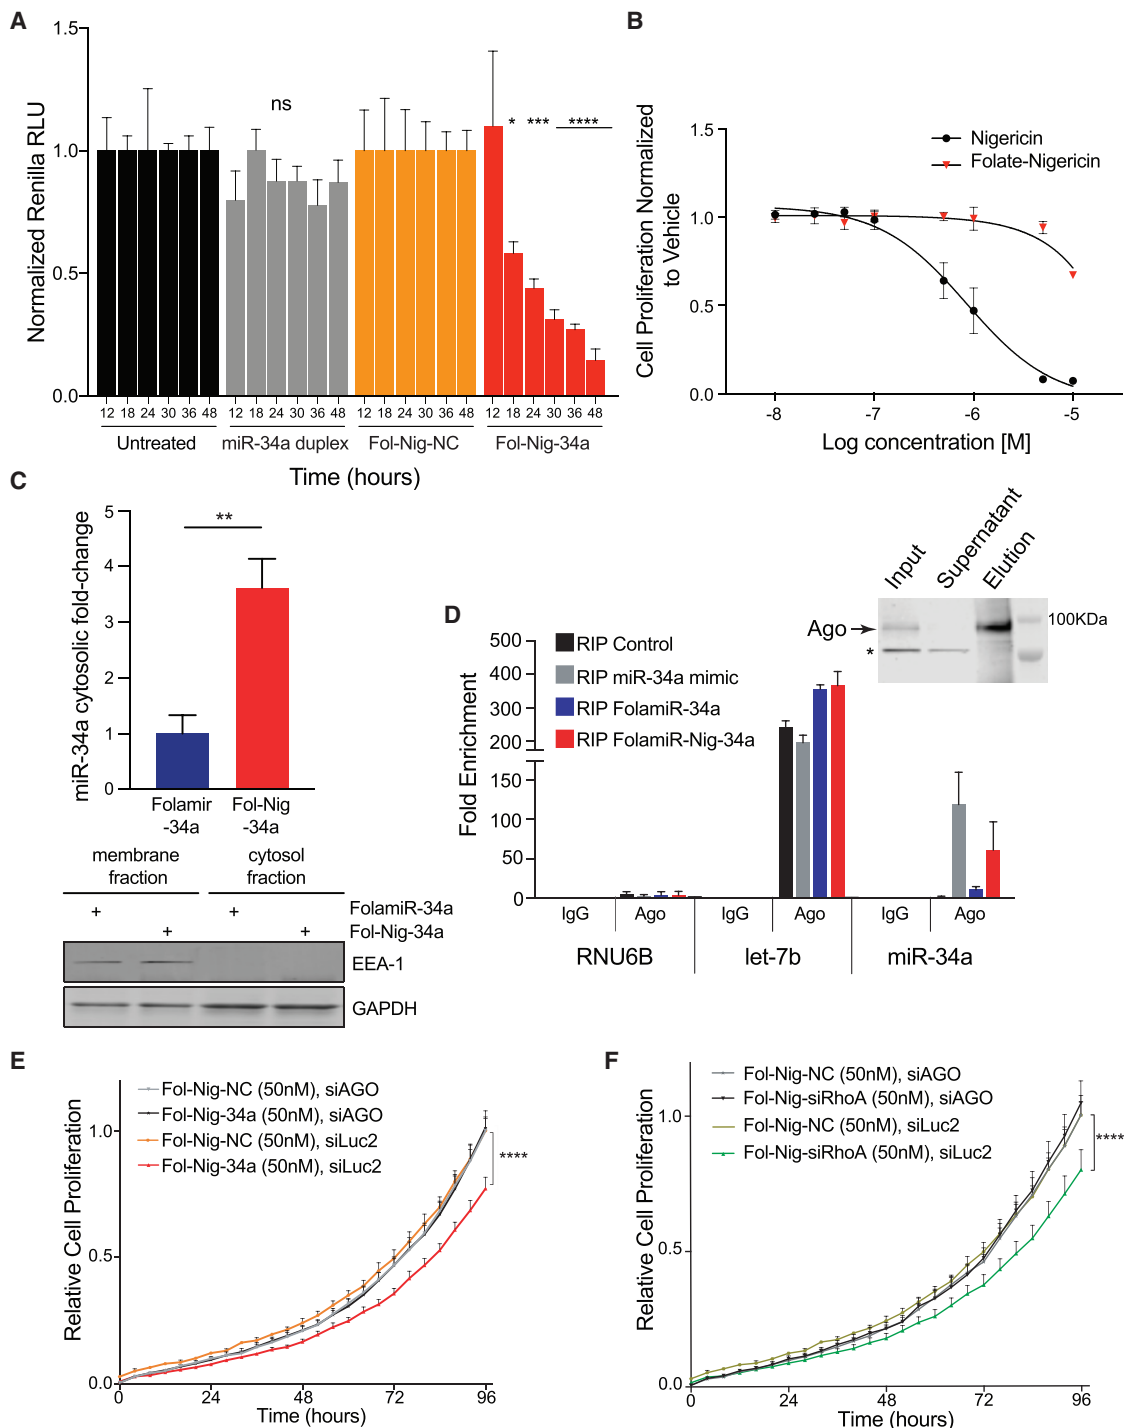 A
1.5
1.0
0.5
0.0
Normalized Renilla RLU
ns
* *** ****
12 18 24 30 36 48 12 18 24 30 36 48 12 18 24 30 36 48 12 18 24 30 36 48
Untreated miR-34a duplex Fol-Nig-NC Fol-Nig-34a
Time (hours)
B
Cell Proliferation Normalized
to Vehicle
1.5
1.0
0.5
0.0
Nigericin
Folate-Nigericin
-8 -7 -6 -5
Log concentration [M]
C
miR-34a cytosolic fold-change
5
4
3
2
1
0
**
Folamir
-34a
Fol-Nig
-34a
membrane
fraction
cytosol
fraction
+ + FolamiR-34a
+ + Fol-Nig-34a
EEA-1
GAPDH
D
Fold Enrichment
500
400
300
200
150
100
50
0
RIP Control
RIP miR-34a mimic
RIP FolamiR-34a
RIP FolamiR-Nig-34a
IgG Ago IgG Ago IgG Ago
RNU6B let-7b miR-34a
Input
Supernatant
Elution
Ago
*
100KDa
E
Relative Cell Proliferation
Fol-Nig-NC (50nM), siAGO
Fol-Nig-34a (50nM), siAGO
Fol-Nig-NC (50nM), siLuc2
Fol-Nig-34a (50nM), siLuc2
1.0
0.5
0.0
****
0 24 48 72 96
Time (hours)
F
Relative Cell Proliferation
Fol-Nig-NC (50nM), siAGO
Fol-Nig-siRhoA (50nM), siAGO
Fol-Nig-NC (50nM), siLuc2
Fol-Nig-siRhoA (50nM), siLuc2
1.0
0.5
0.0
****
0 24 48 72 96
Time (hours)